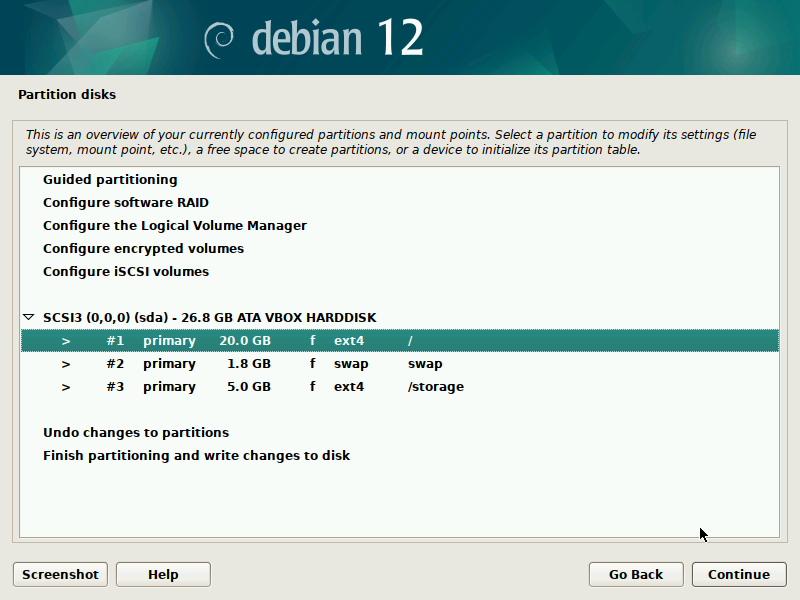 debian 12
Partition disks
This is an overview of your currently configured partitions and mount points. Select a partition to modify its settings (file
system, mount point, etc.), a free space to create partitions, or a device to initialize its partition table.
Guided partitioning
Configure software RAID
Configure the Logical Volume Manager
Configure encrypted volumes
Configure iSCSI volumes
SCSI3 (0,0,0) (sda) - 26.8 GB ATA VBOX HARDDISK
> #1 primary 20.0 GB f ext4 /
> #2 primary 1.8 GB f swap swap
> #3 primary 5.0 GB f ext4 /storage
Undo changes to partitions
Finish partitioning and write changes to disk
Screenshot Help Go Back Continue